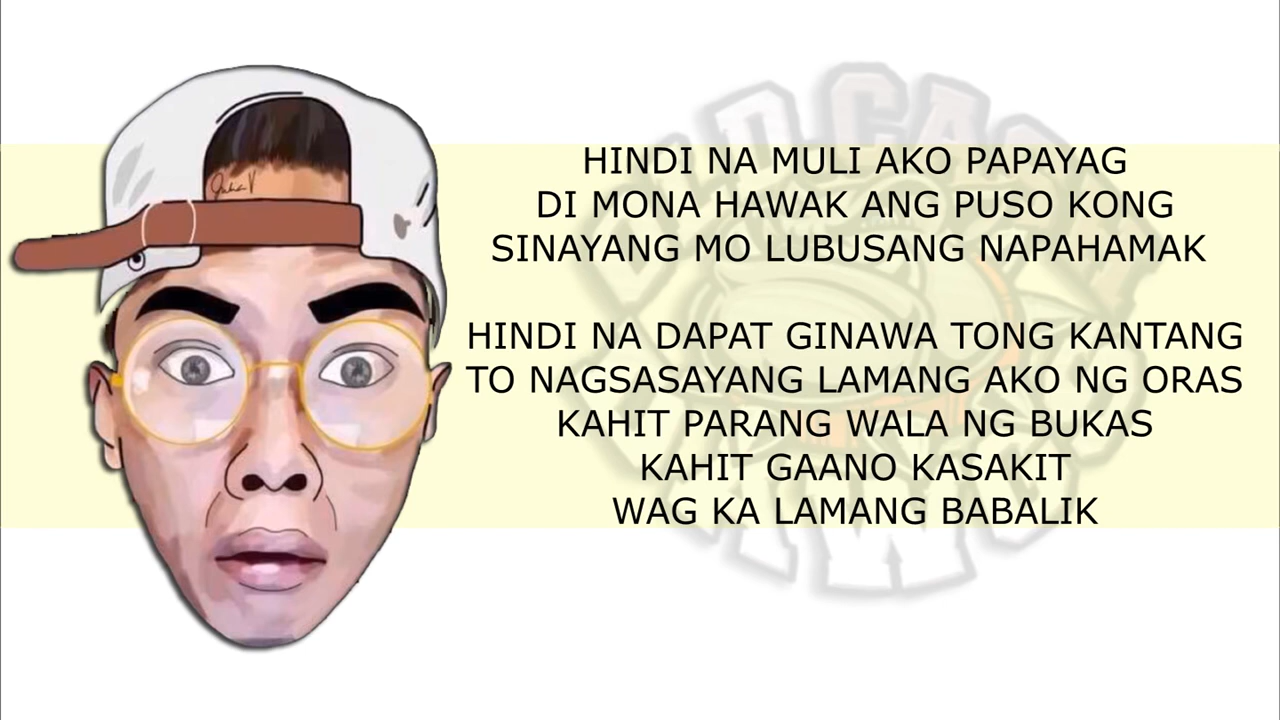 HINDI NA MULI AKO PAPAYAG
DI MONA HAWAK ANG PUSO KONG
SINAYANG MO LUBUSANG NAPAHAMAK
HINDI NA DAPAT GINAWA TONG KANTANG
TO NAGSASAYANG LAMANG AKO NG ORAS
KAHIT PARANG WALA NG BUKAS
KAHIT GAANO KASAKIT
WAG KA LAMANG BABALIK